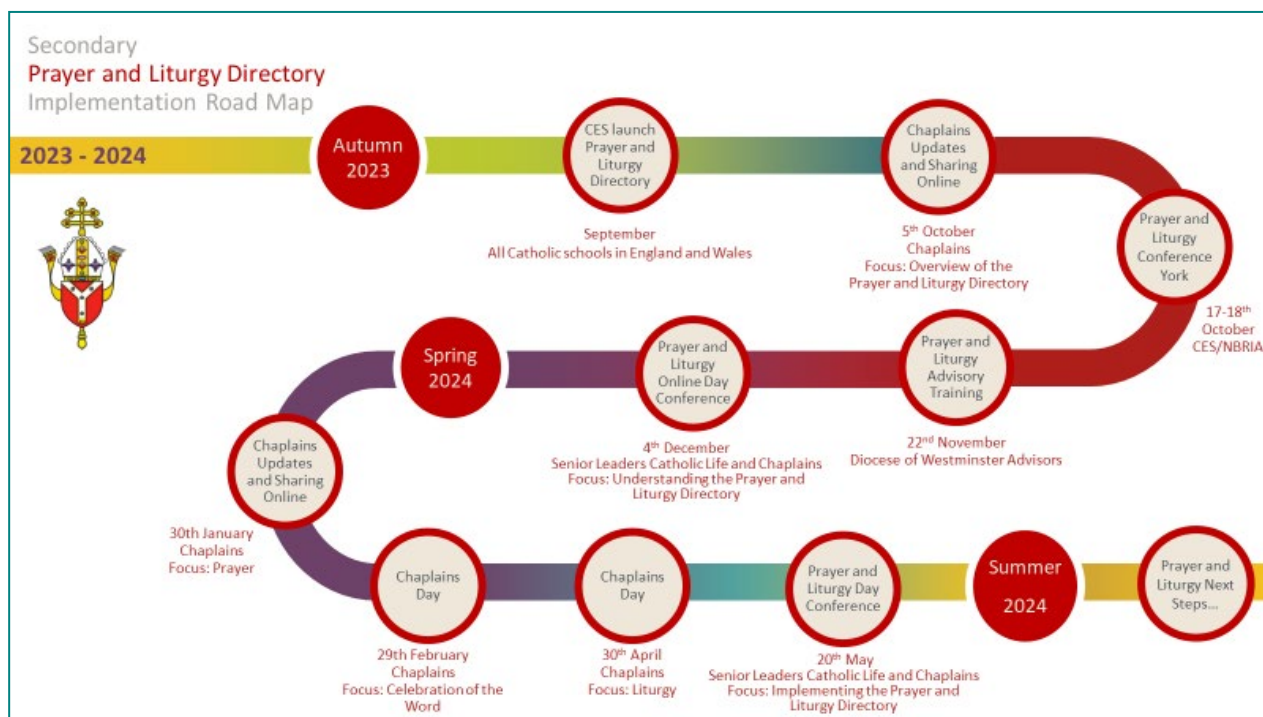 Secondary
Prayer and Liturgy Directory
Implementation Road Map
2023 - 2024
Autumn
2023
CES launch
Prayer and
Liturgy
Directory
September
All Catholic schools in England and Wales
Chaplains
Updates
and Sharing
Online
5th October
Chaplains
Focus: Overview of the
Prayer and Liturgy Directory
Prayer and
Liturgy
Conference
York
17-18th
October
CES/NBRIA
Prayer and
Liturgy
Advisory
Training
22nd November
Diocese of Westminster Advisors
Prayer and
Liturgy
Online Day
Conference
4th December
Senior Leaders Catholic Life and Chaplains
Focus: Understanding the Prayer and
Liturgy Directory
Spring
2024
Chaplains
Updates
and Sharing
Online
30th January
Chaplains
Focus: Prayer
Chaplains
Day
29th February
Chaplains
Focus: Celebration of the
Word
Chaplains
Day
30th April
Chaplains
Focus: Liturgy
Prayer and
Liturgy Day
Conference
20th May
Senior Leaders Catholic Life and Chaplains
Focus: Implementing the Prayer and
Liturgy Directory
Summer
2024
Prayer and
Liturgy Next
Steps...